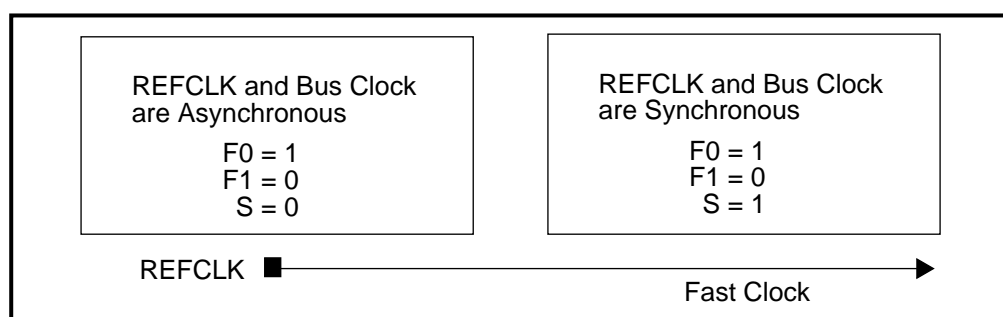 REFCLK and Bus Clock
are Asynchronous
F0 = 1
F1 = 0
S = 0
REFCLK and Bus Clock
are Synchronous
F0 = 1
F1 = 0
S = 1
REFCLK
Fast Clock